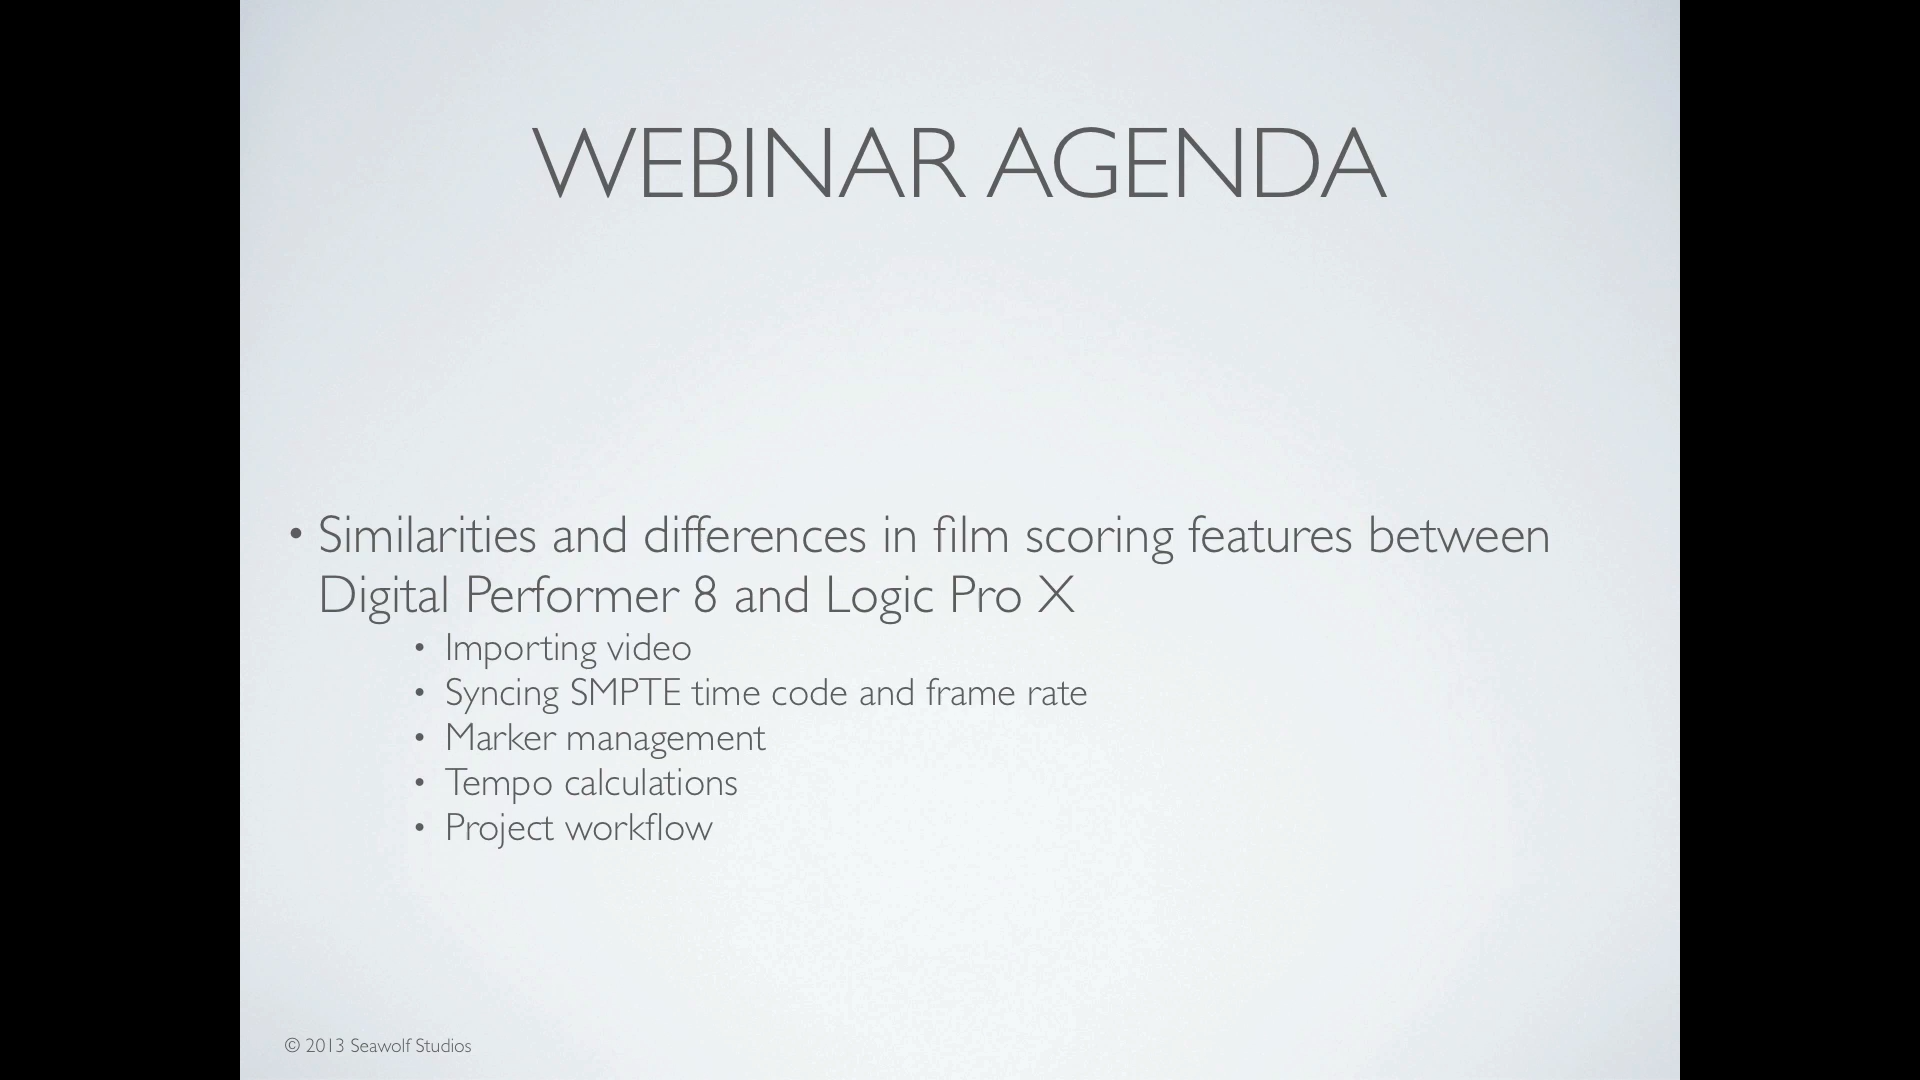 WEBINAR AGENDA
• Similarities and differences in film scoring features between
Digital Performer 8 and Logic Pro X
• Importing video
• Syncing SMPTE time code and frame rate
• Marker management
• Tempo calculations
• Project workflow
© 2013 Seawolf Studios